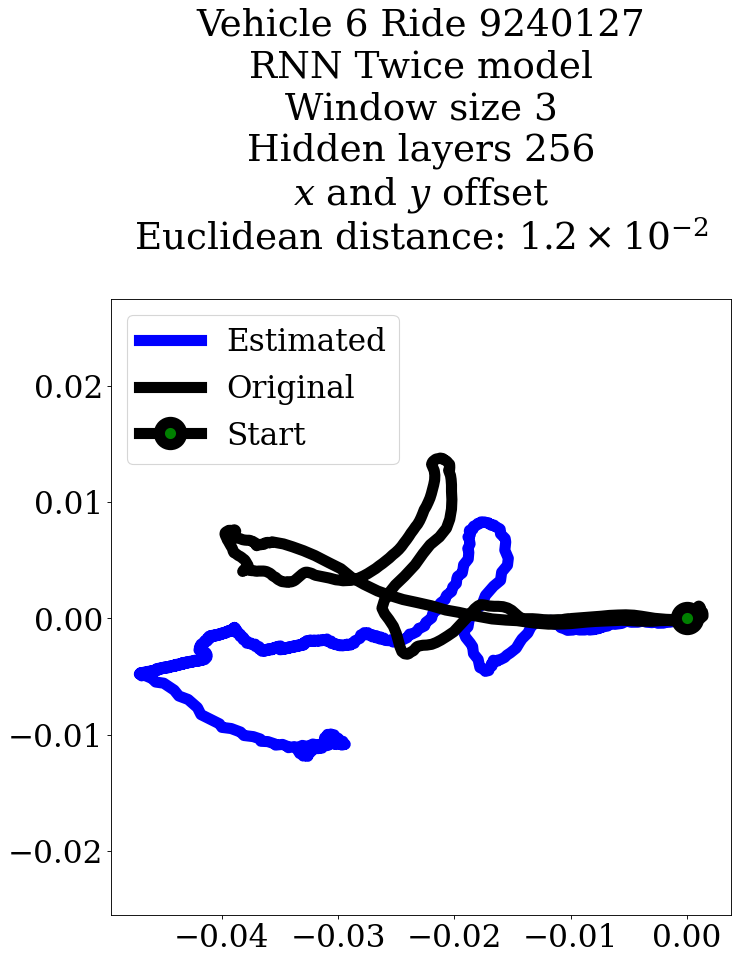 Vehicle 6 Ride 9240127
RNN Twice model
Window size 3
Hidden layers 256
x and y offset
Euclidean distance: 1.2 × 10⁻²
Estimated
Original
Start
0.02
0.01
0.00
−0.01
−0.02
−0.04 −0.03 −0.02 −0.01 0.00